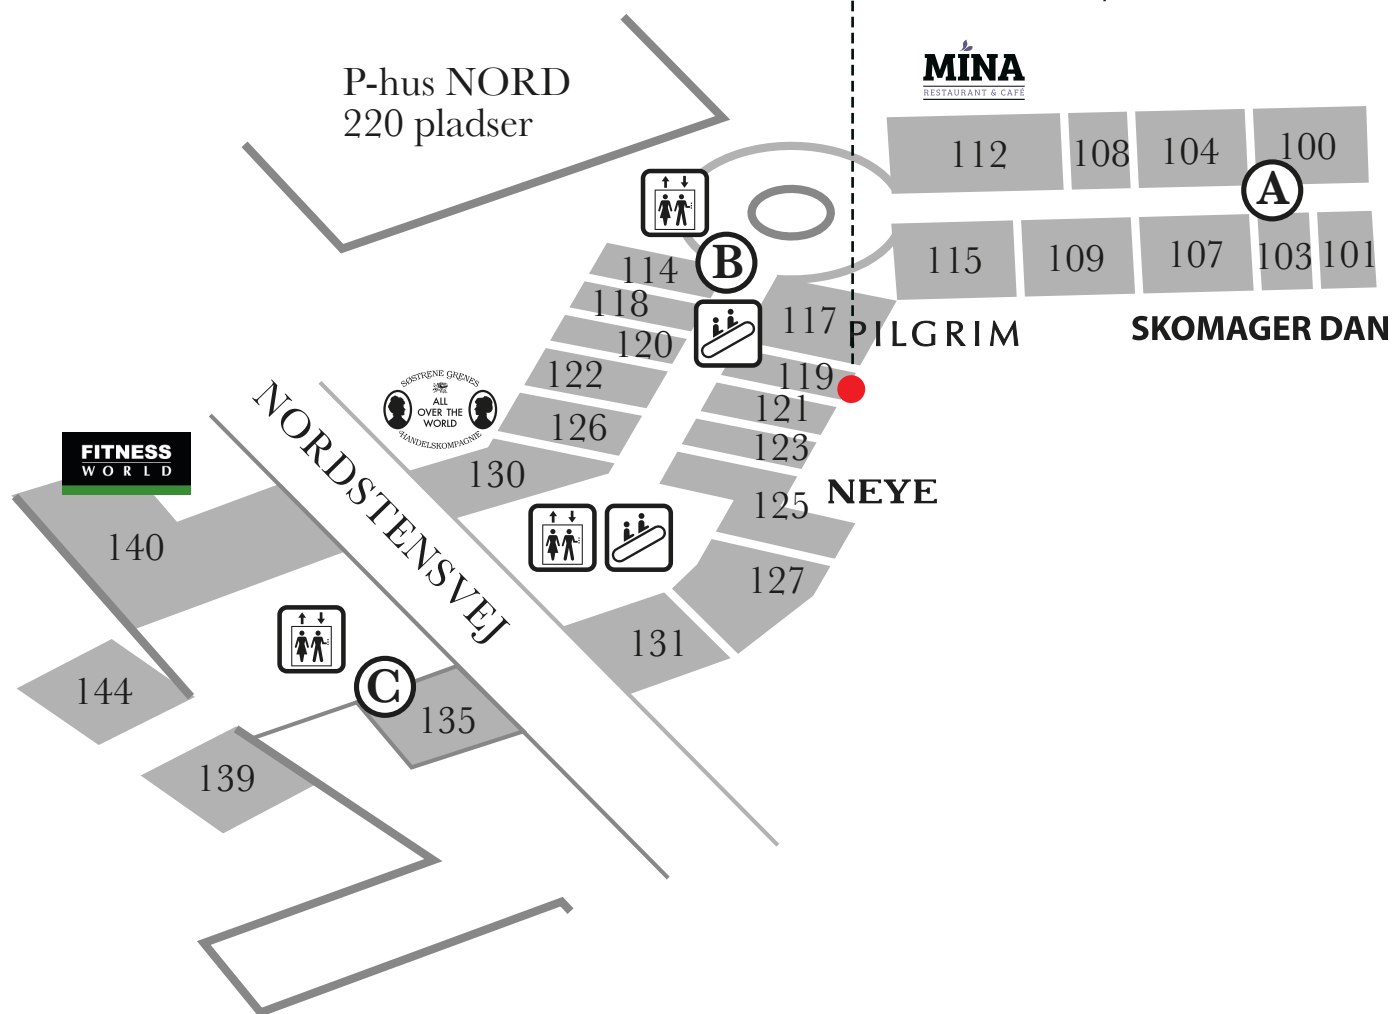 P-hus NORD
220 pladser
MINA
RESTAURANT & CAFÉ
112
108
104
100
A
115
109
107
103
101
B
114
118
120
122
126
130
117
PILGRIM
SKOMAGER DAN
119
121
123
125
NEYE
127
131
SØSTRENE GRENES
ALL
OVER THE
WORLD
HANDELSKOMPAGNIE
NORDSTENSVEJ
FITNESS
WORLD
140
144
C
135
139